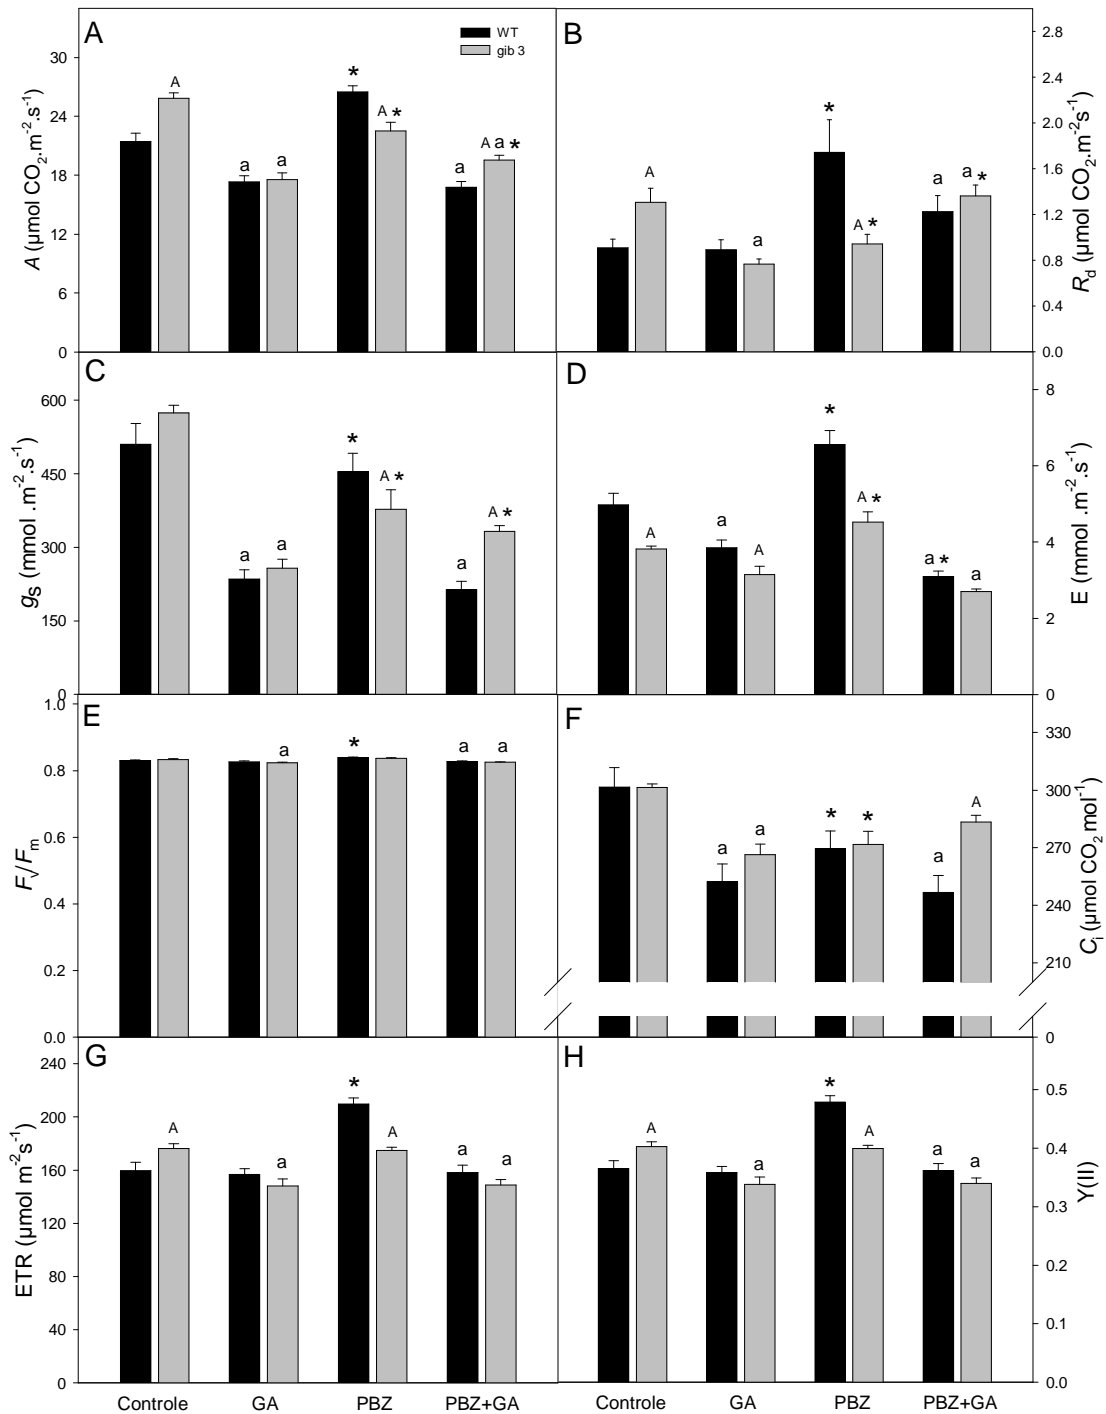 A
WT
gib 3
B
30
24
18
12
6
0
A (μmol CO2.m-2.s-1)
A
a
a
*
A *
a
A a *
2.8
2.4
2.0
1.6
1.2
0.8
0.4
0.0
Rd (μmol CO2.m-2s-1)
A
a
*
A *
a
a *
C
600
450
300
150
0
gS (mmol .m-2.s-1)
a
a
*
A *
a
A *
D
8
6
4
2
0
E (mmol .m-2.s-1)
A
a
A
*
A *
a *
a
E
1.0
0.8
0.6
0.4
0.2
0.0
Fv/Fm
a
*
a
a
F
330
300
270
240
210
0
Ci (μmol CO2 mol-1)
a
a
*
*
a
A
G
240
200
160
120
80
40
0
ETR (μmol m-2s-1)
A
a
*
A
a
a
H
0.5
0.4
0.3
0.2
0.1
0.0
Y(II)
A
a
*
A
a
a
Controle GA PBZ PBZ+GA
Controle GA PBZ PBZ+GA